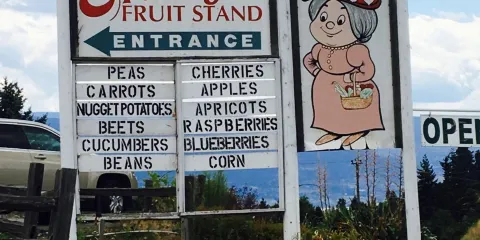 FRUIT STAND
ENTRANCE
PEAS
CARROTS
NUGGET POTATOES
BEETS
CUCUMBERS
BEANS
CHERRIES
APPLES
APRICOTS
RASPBERRIES
BLUEBERRIES
CORN
OPEN